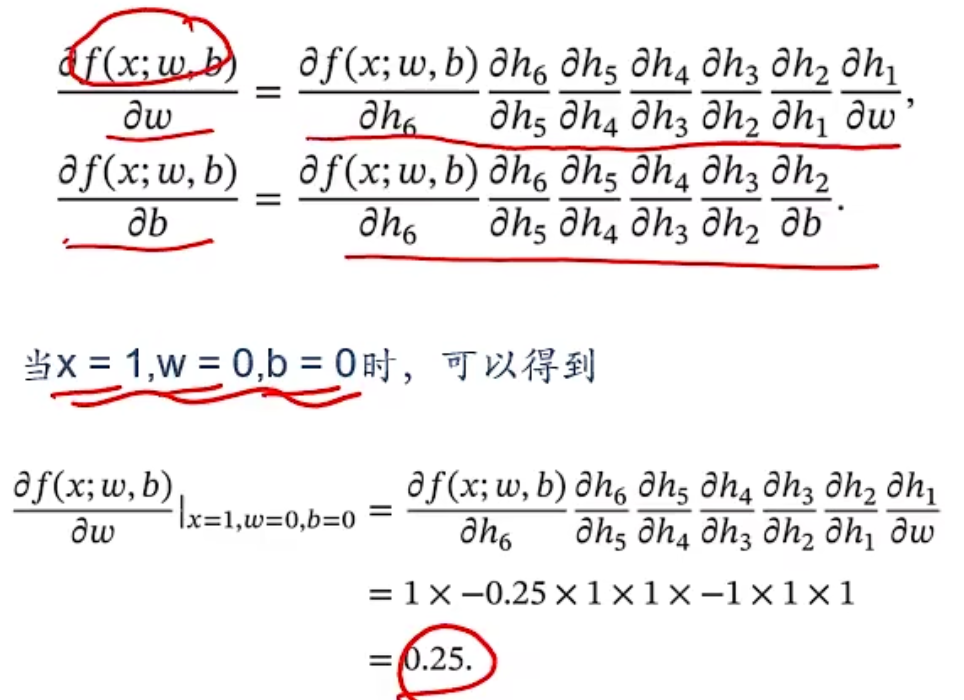 ∂f(x; w, b)/∂w = ∂f(x; w, b)/∂h₆ ∂h₆/∂h₅ ∂h₅/∂h₄ ∂h₄/∂h₃ ∂h₃/∂h₂ ∂h₂/∂h₁ ∂h₁/∂w,
∂f(x; w, b)/∂b = ∂f(x; w, b)/∂h₆ ∂h₆/∂h₅ ∂h₅/∂h₄ ∂h₄/∂h₃ ∂h₃/∂h₂ ∂h₂/∂b.
当x = 1,w = 0,b = 0时，可以得到
∂f(x; w, b)/∂w |x=1,w=0,b=0 = ∂f(x; w, b)/∂h₆ ∂h₆/∂h₅ ∂h₅/∂h₄ ∂h₄/∂h₃ ∂h₃/∂h₂ ∂h₂/∂h₁ ∂h₁/∂w
= 1 × −0.25 × 1 × 1 × −1 × 1 × 1
= 0.25.